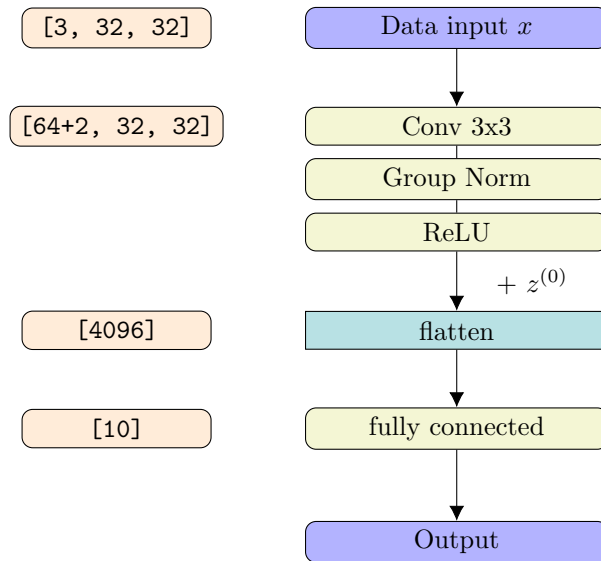 [3, 32, 32] Data input x
[64+2, 32, 32] Conv 3x3
Group Norm
ReLU
+ z^{(0)}
[4096] flatten
[10] fully connected
Output